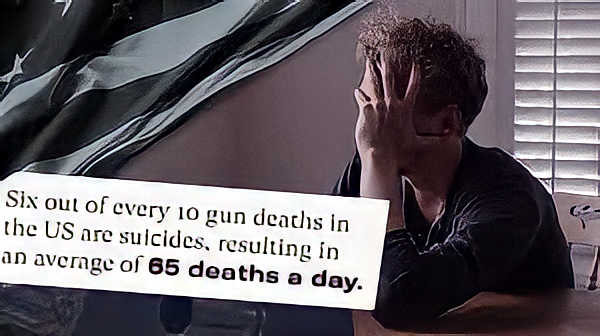 Six out of every 10 gun deaths in
the US are suicides, resulting in
an average of 65 deaths a day.